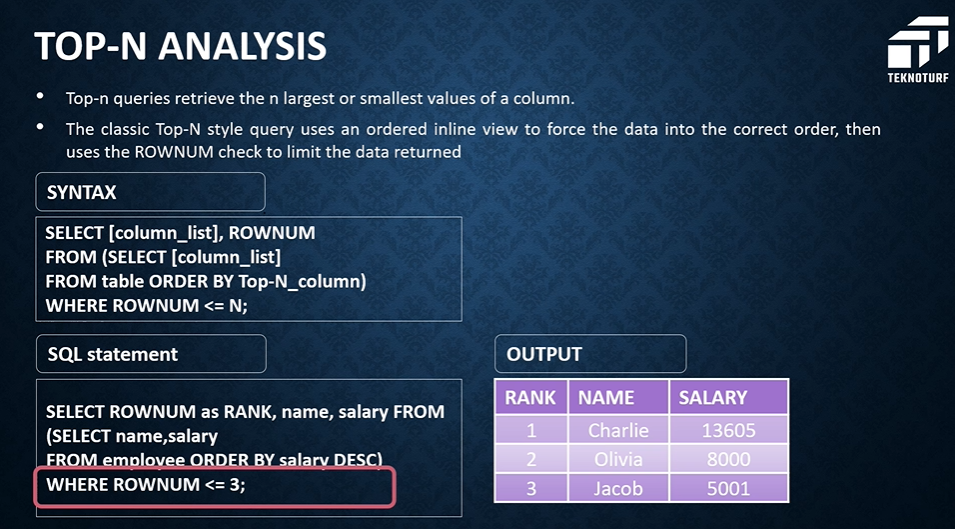 TOP-N ANALYSIS
TEKNOTURF
• Top-n queries retrieve the n largest or smallest values of a column.
• The classic Top-N style query uses an ordered inline view to force the data into the correct order, then
uses the ROWNUM check to limit the data returned
SYNTAX
SELECT [column_list], ROWNUM
FROM (SELECT [column_list]
FROM table ORDER BY Top-N_column)
WHERE ROWNUM <= N;
SQL statement
SELECT ROWNUM as RANK, name, salary FROM
(SELECT name,salary
FROM employee ORDER BY salary DESC)
WHERE ROWNUM <= 3;
OUTPUT
RANK NAME SALARY
1 Charlie 13605
2 Olivia 8000
3 Jacob 5001